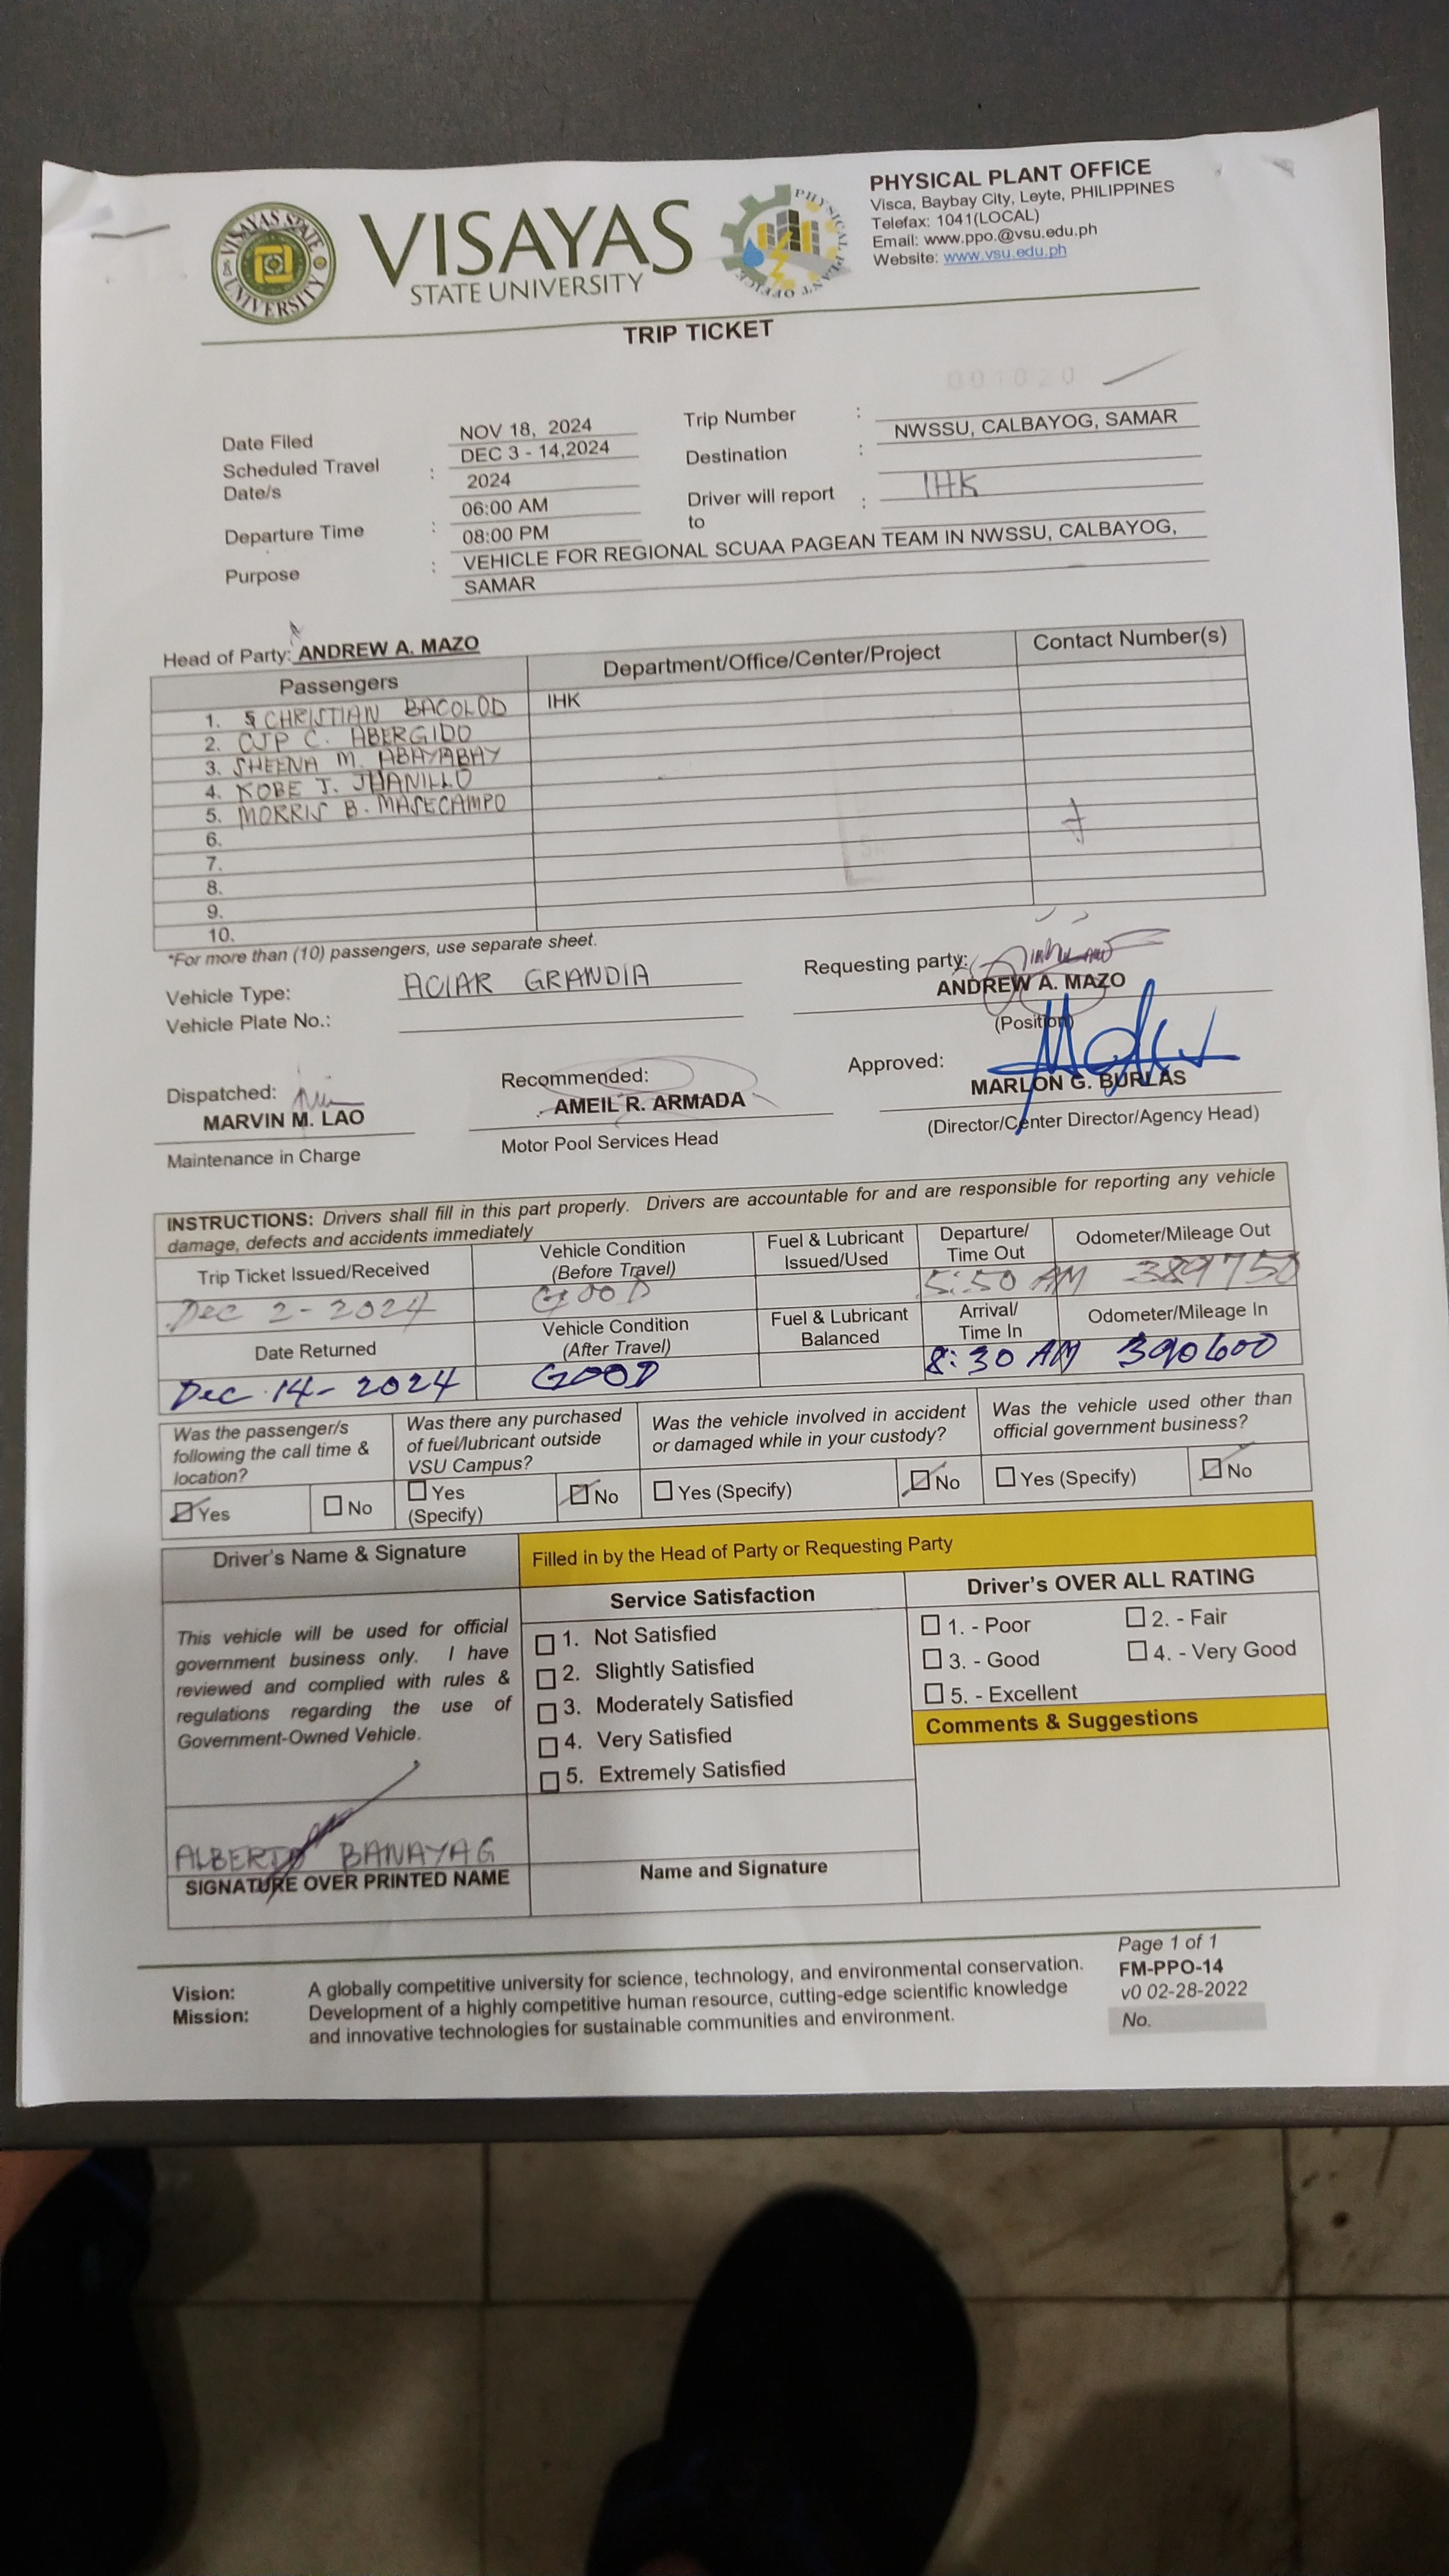 VISAYAS
STATE UNIVERSITY
VISAYAS STATE UNIVERSITY
PHYSICAL PLANT OFFICE
PHYSICAL PLANT OFFICE
Visca, Baybay City, Leyte, PHILIPPINES
Telefax: 1041(LOCAL)
Email: www.ppo.@vsu.edu.ph
Website: www.vsu.edu.ph
TRIP TICKET
001020
Date Filed NOV 18, 2024 Trip Number :
Scheduled Travel Date/s : DEC 3 - 14,2024 Destination : NWSSU, CALBAYOG, SAMAR
2024
06:00 AM Driver will report to : IHK
Departure Time : 08:00 PM
Purpose : VEHICLE FOR REGIONAL SCUAA PAGEAN TEAM IN NWSSU, CALBAYOG,
SAMAR
Head of Party: ANDREW A. MAZO
Passengers Department/Office/Center/Project Contact Number(s)
1. CHRISTIAN BACOLOD IHK
2. CJP C. ABERGIDO
3. SHEENA M. ABAYABAY
4. KOBE J. JUANILLO
5. MORRIS B. MASECAMPO
6.
7.
8.
9.
10.
*For more than (10) passengers, use separate sheet.
Vehicle Type: ACIAR GRANDIA Requesting party:
ANDREW A. MAZO
Vehicle Plate No.: (Position)
Dispatched: Recommended: Approved:
MARVIN M. LAO AMEIL R. ARMADA MARLON G. BURLAS
Maintenance in Charge Motor Pool Services Head (Director/Center Director/Agency Head)
INSTRUCTIONS: Drivers shall fill in this part properly. Drivers are accountable for and are responsible for reporting any vehicle
damage, defects and accidents immediately
Trip Ticket Issued/Received Vehicle Condition (Before Travel) Fuel & Lubricant Issued/Used Departure/ Time Out Odometer/Mileage Out
Dec 2-2024 GOOD 5:50 AM 389750
Date Returned Vehicle Condition (After Travel) Fuel & Lubricant Balanced Arrival/ Time In Odometer/Mileage In
Dec 14-2024 GOOD 8:30 AM 390600
Was the passenger/s following the call time & location? Was there any purchased of fuel/lubricant outside VSU Campus? Was the vehicle involved in accident or damaged while in your custody? Was the vehicle used other than official government business?
Yes No Yes (Specify) No Yes (Specify) No Yes (Specify) No
Driver's Name & Signature Filled in by the Head of Party or Requesting Party
Service Satisfaction Driver's OVER ALL RATING
This vehicle will be used for official
government business only. I have
reviewed and complied with rules &
regulations regarding the use of
Government-Owned Vehicle.
1. Not Satisfied
2. Slightly Satisfied
3. Moderately Satisfied
4. Very Satisfied
5. Extremely Satisfied
1. - Poor 2. - Fair
3. - Good 4. - Very Good
5. - Excellent
Comments & Suggestions
ALBERTO BANAYAG
SIGNATURE OVER PRINTED NAME Name and Signature
Vision: A globally competitive university for science, technology, and environmental conservation.
Mission: Development of a highly competitive human resource, cutting-edge scientific knowledge
and innovative technologies for sustainable communities and environment.
Page 1 of 1
FM-PPO-14
v0 02-28-2022
No.